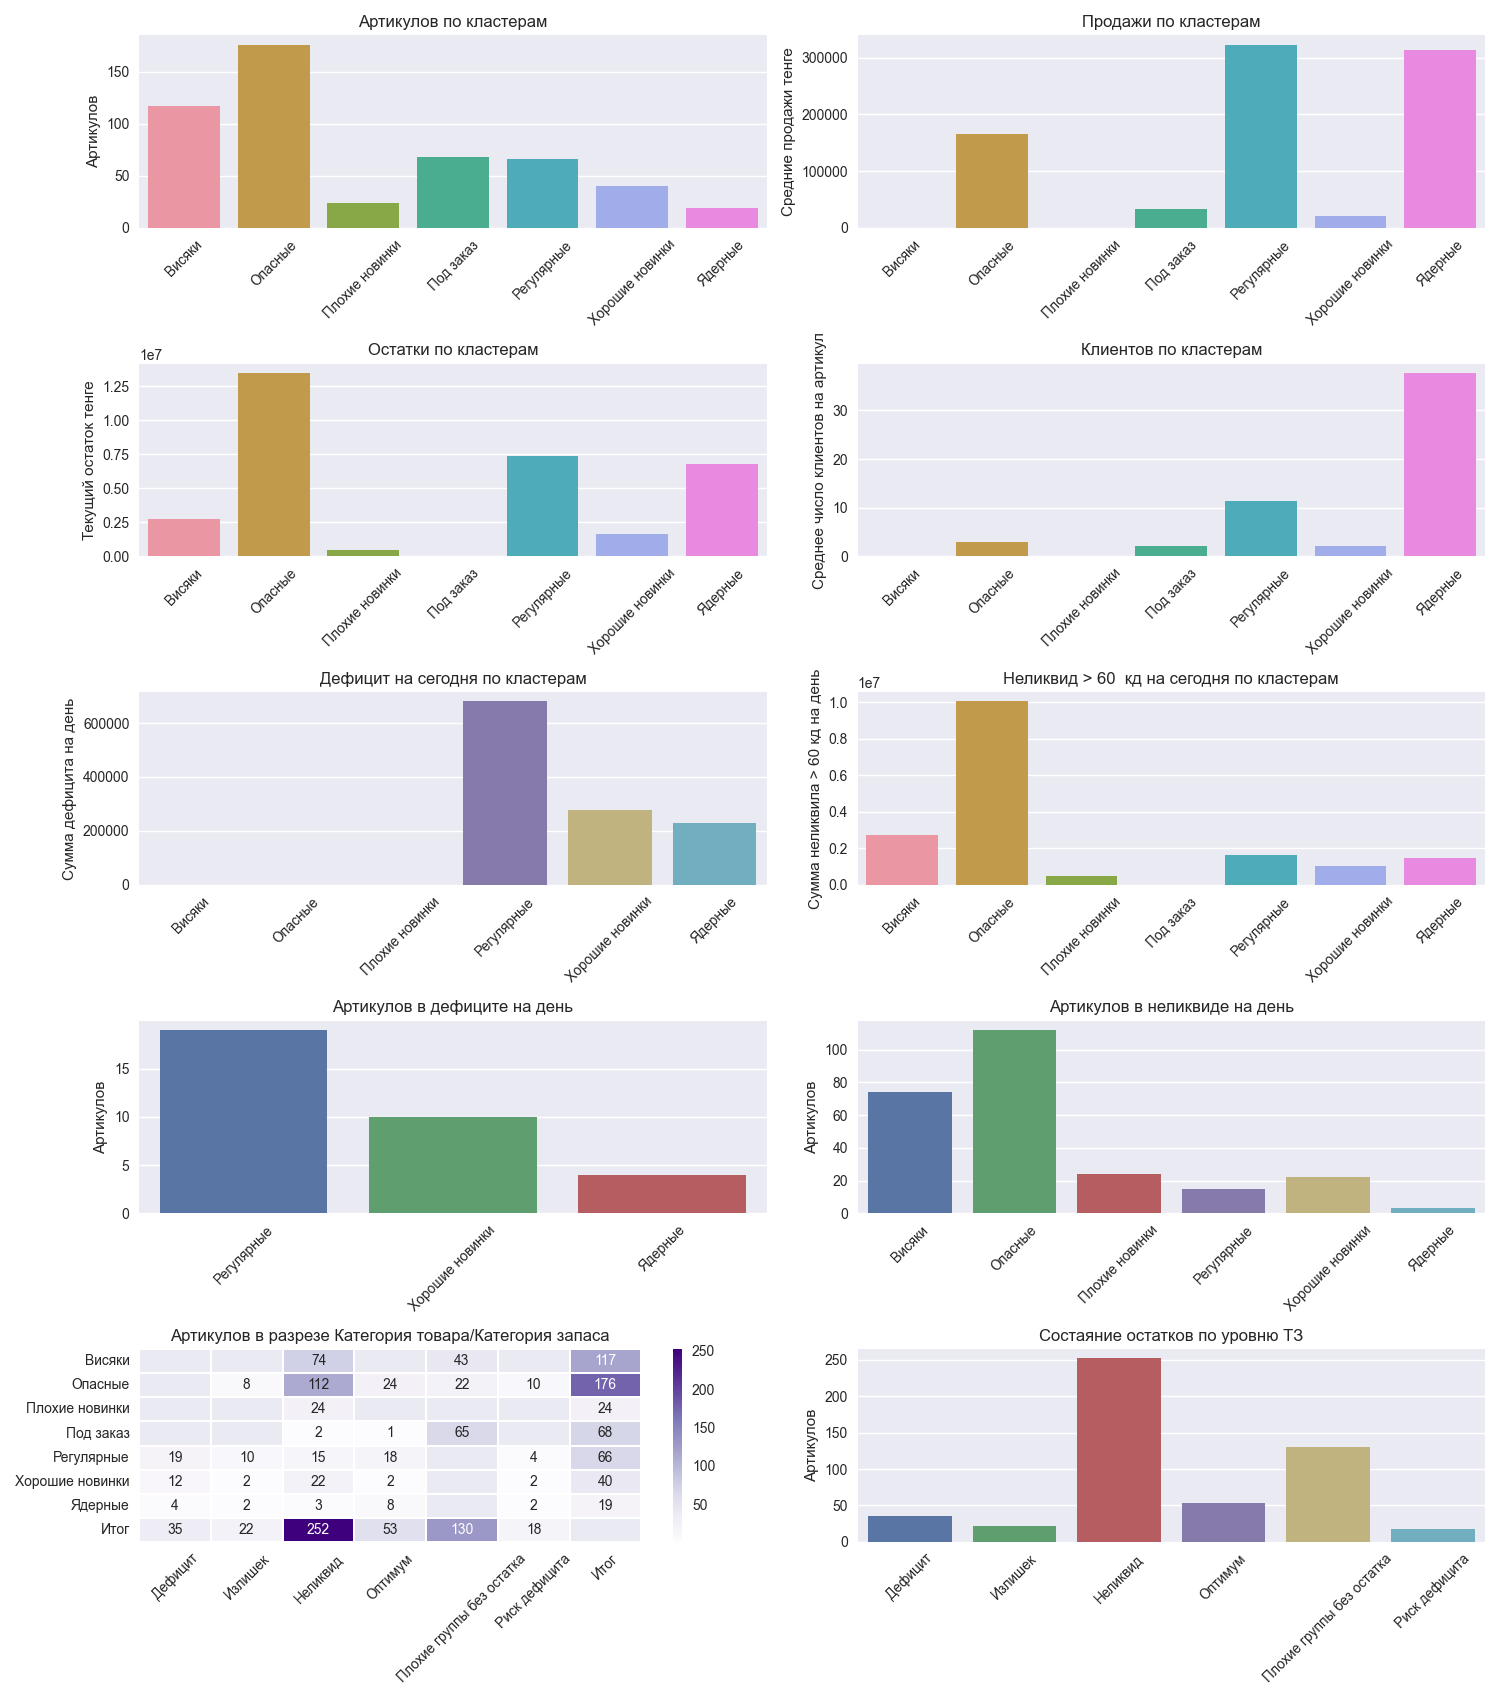 Артикулов по кластерам
Артикулов
150
100
50
0
Висяки
Опасные
Плохие новинки
Под заказ
Регулярные
Хорошие новинки
Ядерные
Продажи по кластерам
Средние продажи тенге
300000
200000
100000
0
Висяки
Опасные
Плохие новинки
Под заказ
Регулярные
Хорошие новинки
Ядерные
Остатки по кластерам
1e7
Текущий остаток тенге
1.25
1.00
0.75
0.50
0.25
0.00
Висяки
Опасные
Плохие новинки
Под заказ
Регулярные
Хорошие новинки
Ядерные
Клиентов по кластерам
Среднее число клиентов на артикул
30
20
10
0
Висяки
Опасные
Плохие новинки
Под заказ
Регулярные
Хорошие новинки
Ядерные
Дефицит на сегодня по кластерам
Сумма дефицита на день
600000
400000
200000
0
Висяки
Опасные
Плохие новинки
Регулярные
Хорошие новинки
Ядерные
Неликвид > 60 кд на сегодня по кластерам
1e7
Сумма неликвипа > 60 кд на день
1.0
0.8
0.6
0.4
0.2
0.0
Висяки
Опасные
Плохие новинки
Под заказ
Регулярные
Хорошие новинки
Ядерные
Артикулов в дефиците на день
Артикулов
15
10
5
0
Регулярные
Хорошие новинки
Ядерные
Артикулов в неликвиде на день
Артикулов
100
80
60
40
20
0
Висяки
Опасные
Плохие новинки
Регулярные
Хорошие новинки
Ядерные
Артикулов в разрезе Категория товара/Категория запаса
Висяки 74 43 117
Опасные 8 112 24 22 10 176
Плохие новинки 24 24
Под заказ 2 1 65 68
Регулярные 19 10 15 18 4 66
Хорошие новинки 12 2 22 2 2 40
Ядерные 4 2 3 8 2 19
Итог 35 22 252 53 130 18
Дефицит
Излишек
Неликвид
Оптимум
Плохие группы без остатка
Риск дефицита
Итог
250
200
150
100
50
Состаяние остатков по уровню ТЗ
Артикулов
250
200
150
100
50
0
Дефицит
Излишек
Неликвид
Оптимум
Плохие группы без остатка
Риск дефицита